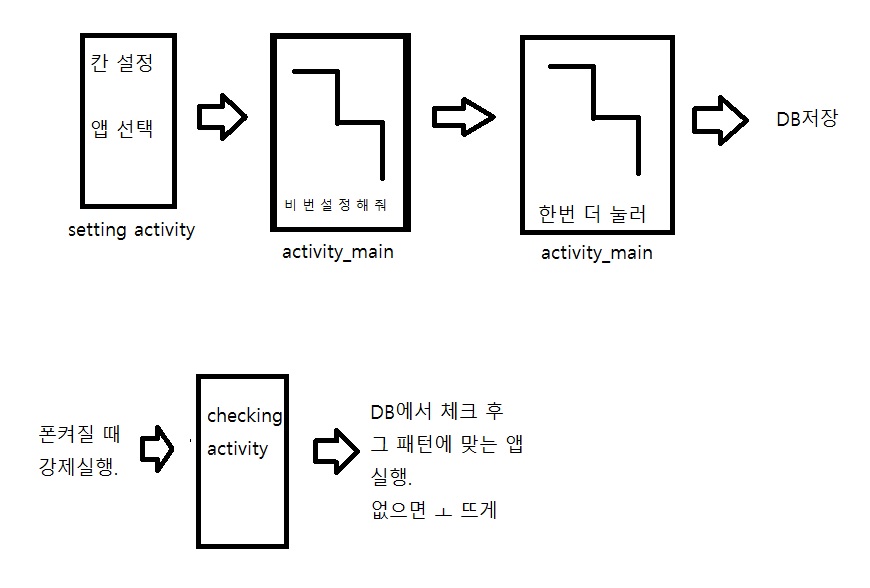 칸 설정
앱 선택
setting activity
비 번 설 정 해 줘
activity_main
한번 더 눌러
activity_main
DB저장
폰켜질 때
강제실행.
checking
activity
DB에서 체크 후
그 패턴에 맞는 앱
실행.
없으면 ㅗ 뜨게